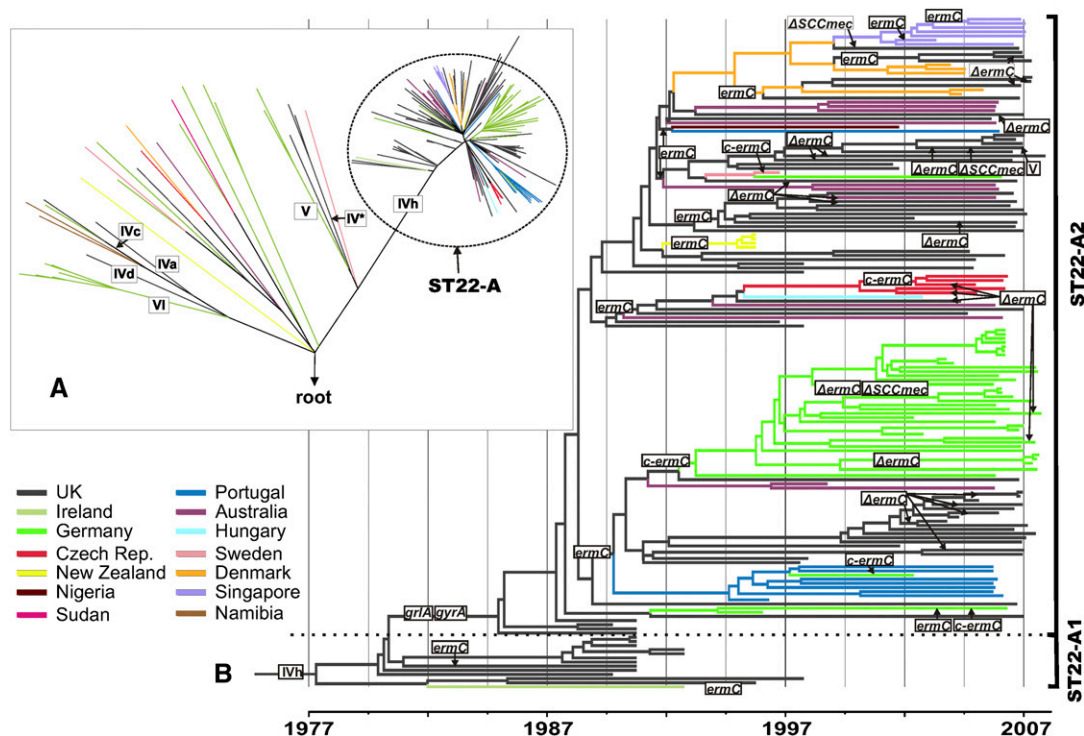 ΔSCCmec
ermC
ermC
ermC
ΔermC
ermC
ΔermC
ermC
c-ermC
ΔermC
ΔermC
ΔSCCmec
V
ΔermC
ermC
ΔermC
ermC
c-ermC
ΔermC
ermC
ΔermC
ΔSCCmec
c-ermC
ΔermC
ΔermC
ermC
c-ermC
grlA
gyrA
ermC
c-ermC
ermC
IVh
ermC
ST22-A2
ST22-A1
A
IVc
IVa
IVd
VI
V
IV*
IVh
ST22-A
root
UK
Ireland
Germany
Czech Rep.
New Zealand
Nigeria
Sudan
Portugal
Australia
Hungary
Sweden
Denmark
Singapore
Namibia
B
1977
1987
1997
2007